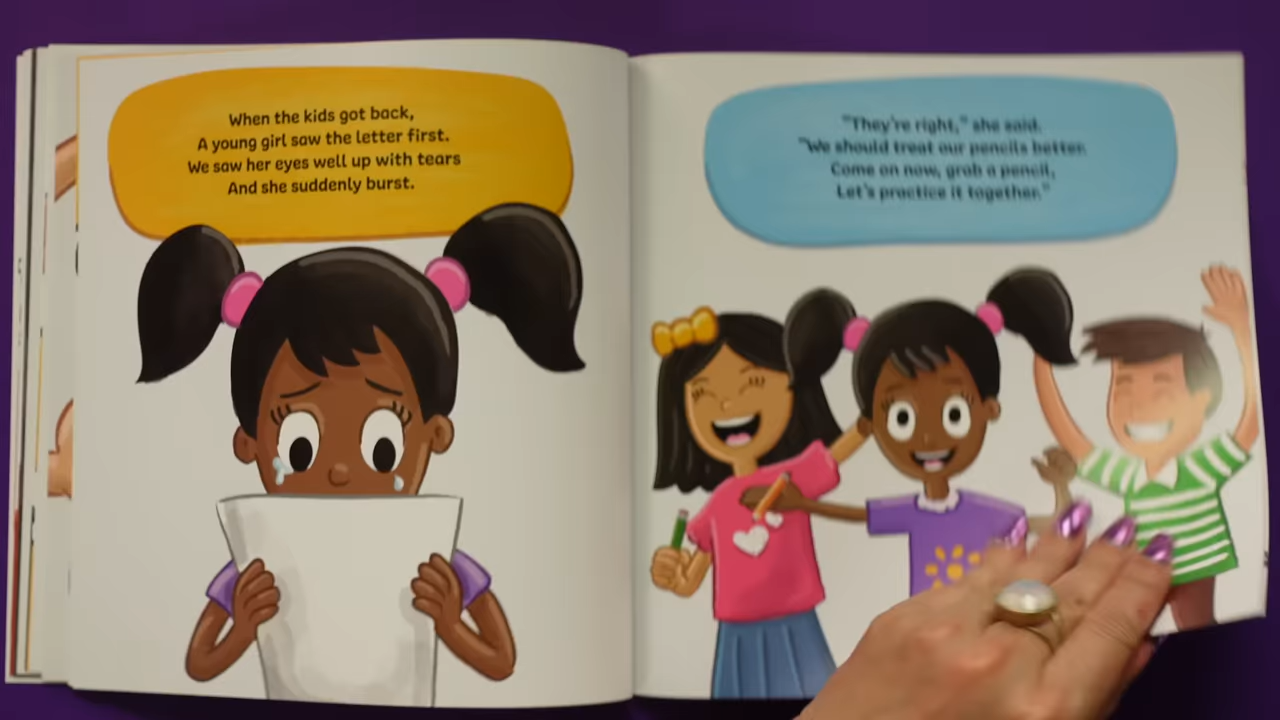 When the kids got back,
A young girl saw the letter first.
We saw her eyes well up with tears
And she suddenly burst.
"They're right," she said.
"We should treat our pencils better.
Come on now, grab a pencil,
Let's practice it together."